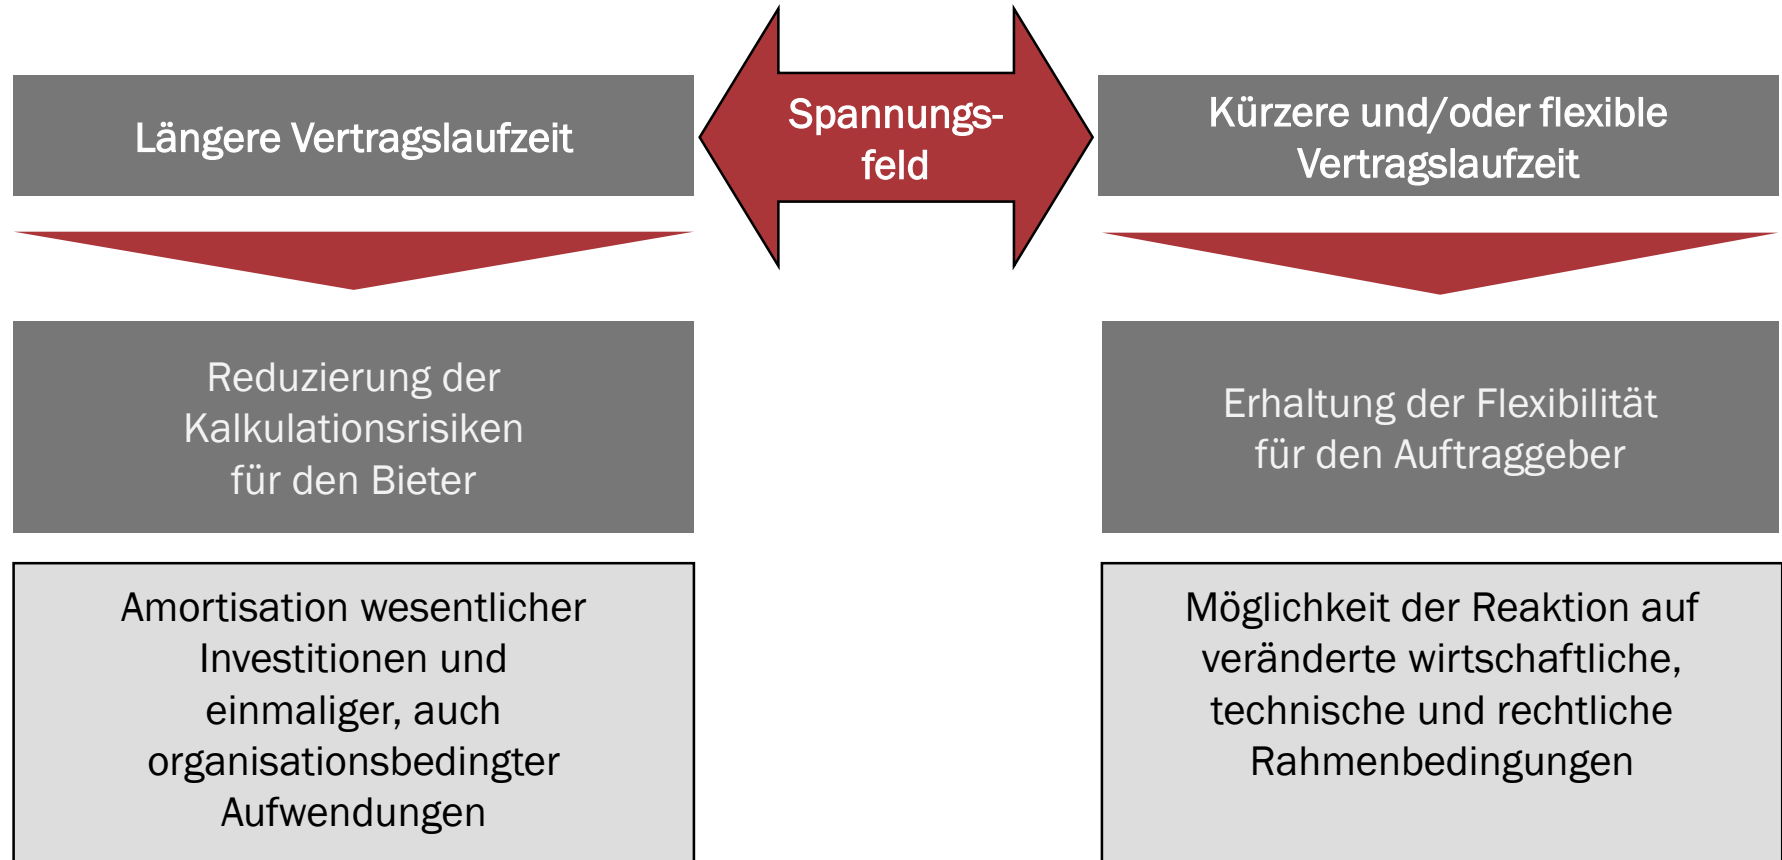 Längere Vertragslaufzeit
Spannungs-
feld
Kürzere und/oder flexible
Vertragslaufzeit
Reduzierung der
Kalkulationsrisiken
für den Bieter
Erhaltung der Flexibilität
für den Auftraggeber
Amortisation wesentlicher
Investitionen und
einmaliger, auch
organisationsbedingter
Aufwendungen
Möglichkeit der Reaktion auf
veränderte wirtschaftliche,
technische und rechtliche
Rahmenbedingungen